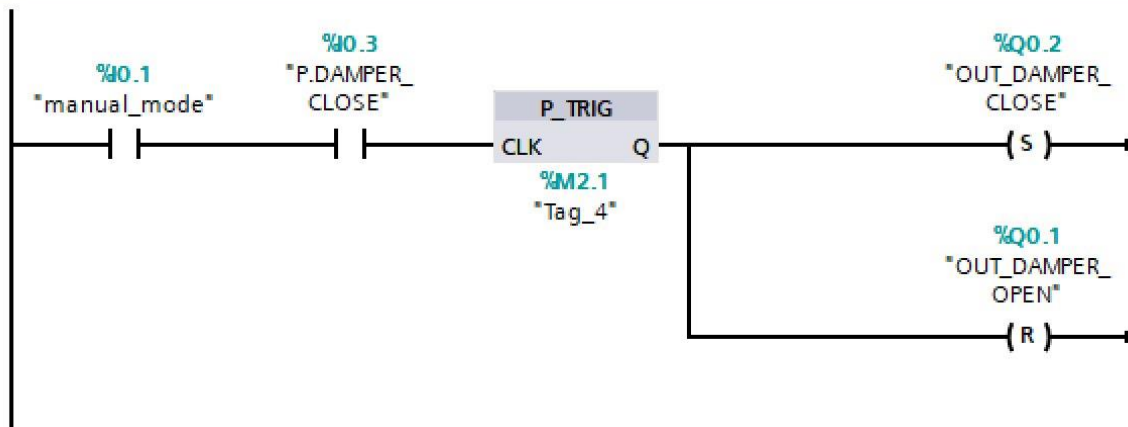 %I0.1
"manual_mode"
%I0.3
"P.DAMPER_
CLOSE"
P_TRIG
CLK Q
%M2.1
"Tag_4"
%Q0.2
"OUT_DAMPER_
CLOSE"
( S )
%Q0.1
"OUT_DAMPER_
OPEN"
( R )